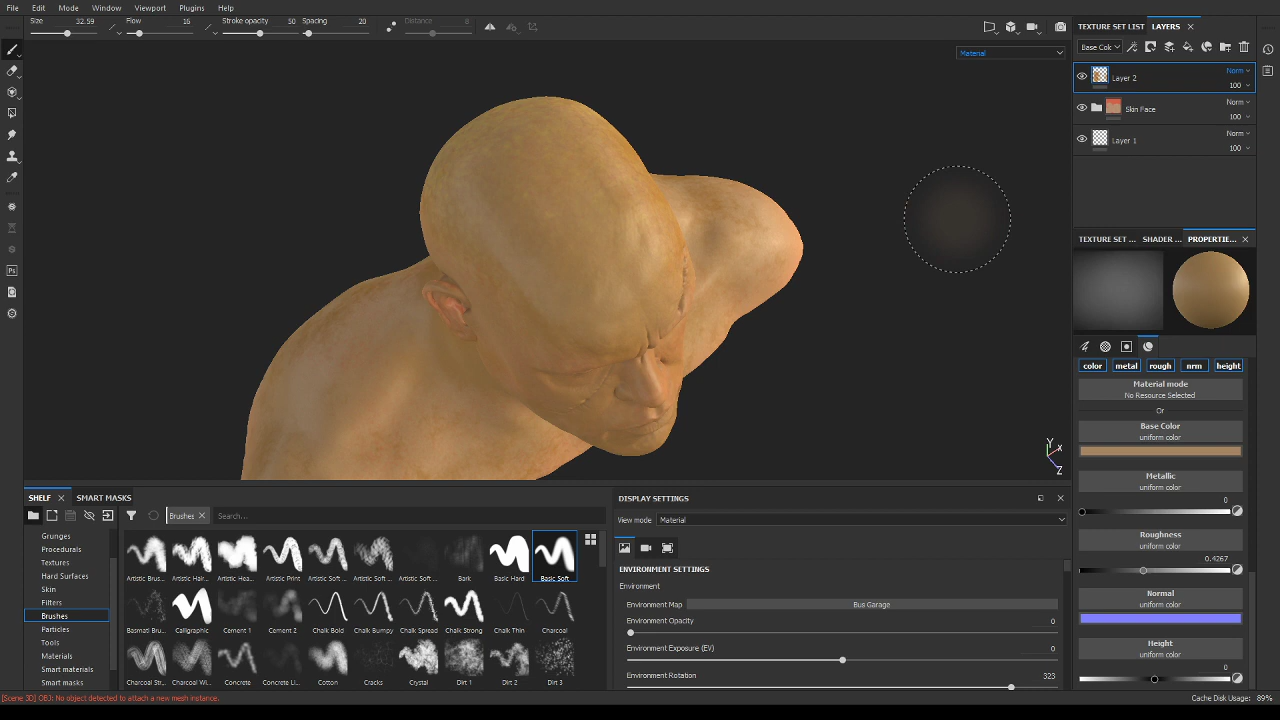 File Edit Mode Window Viewport Plugins Help
Size 32.59 Flow 16 Stroke opacity 50 Spacing 20 Distance 8
Material
TEXTURE SET LIST LAYERS
Base Col
Layer 2 Norm 100
Skin Face Norm 100
Layer 1 Norm 100
TEXTURE SET ... SHADER ... PROPERTIE...
color metal rough nrm height
Material mode
No Resource Selected
Or
Base Color
uniform color
Metallic
uniform color
0
Roughness
uniform color
0.4267
Normal
uniform color
Height
uniform color
0
Y
X
Z
Ps
SHELF SMART MASKS
Brushes Search...
Grunges
Procedurals
Textures
Hard Surfaces
Skin
Filters
Brushes
Particles
Tools
Materials
Smart materials
Smart masks
Artistic Brus... Artistic Hair... Artistic Hea... Artistic Print Artistic Soft ... Artistic Soft ... Artistic Soft ... Bark Basic Hard Basic Soft
Basmati Bru... Calligraphic Cement 1 Cement 2 Chalk Bold Chalk Bumpy Chalk Spread Chalk Strong Chalk Thin Charcoal
Charcoal Str... Charcoal Wi... Concrete Concrete Li... Cotton Cracks Crystal Dirt 1 Dirt 2 Dirt 3
DISPLAY SETTINGS
View mode Material
ENVIRONMENT SETTINGS
Environment
Environment Map Bus Garage
Environment Opacity 0
Environment Exposure (EV) 0
Environment Rotation 323
[Scene 3D] OBJ: No object detected to attach a new mesh instance.
Cache Disk Usage: 89%